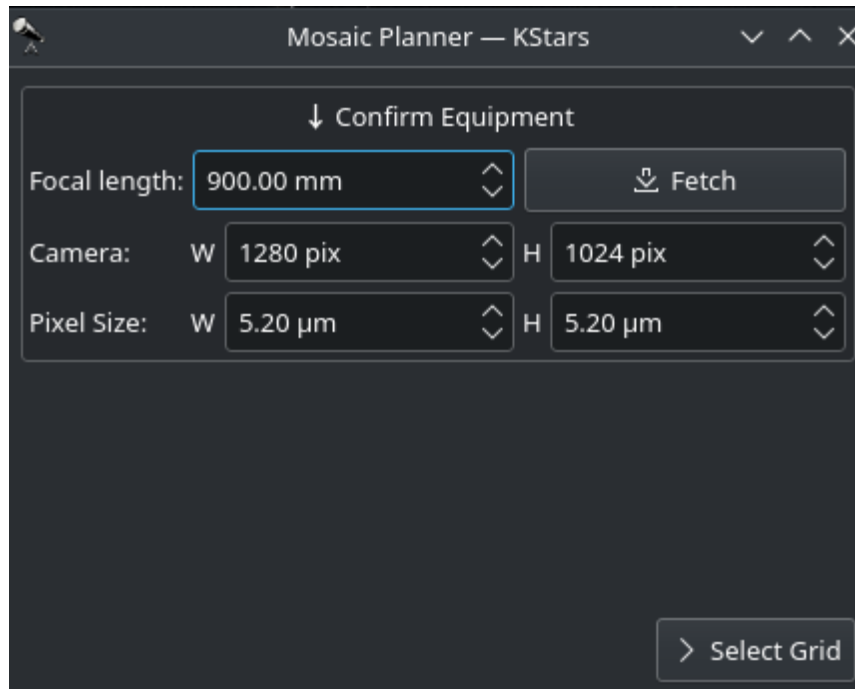 Mosaic Planner — KStars
↓ Confirm Equipment
Focal length: 900.00 mm Fetch
Camera: W 1280 pix H 1024 pix
Pixel Size: W 5.20 μm H 5.20 μm
> Select Grid